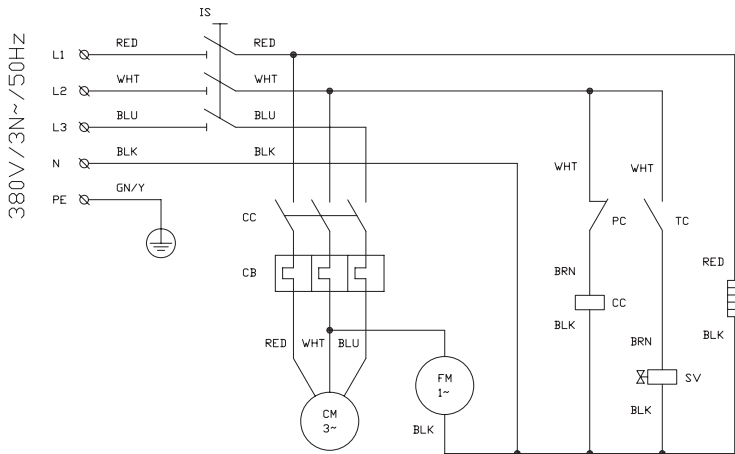 380V/3N~/50Hz
IS
L1 RED RED
L2 WHT WHT
L3 BLU BLU
N BLK BLK
PE GN/Y
WHT WHT
CC PC TC
CB BRN RED
CC
BLK BLK
RED WHT BLU BRN
FM
1~ SV
CM
3~ BLK BLK